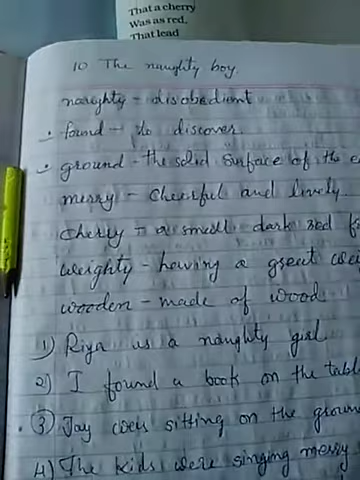 That a cherry
Was as red,
That lead
10 The naughty boy.
naughty - disobedient
found - to discover
ground - the solid surface of the
merry - cheerful and lively
cherry - a small dark red
weighty - having a great
wooden - made of wood
1) Riya is a naughty girl
2) I found a book on the
3) Jay was sitting on the
4) The kids were singing merry